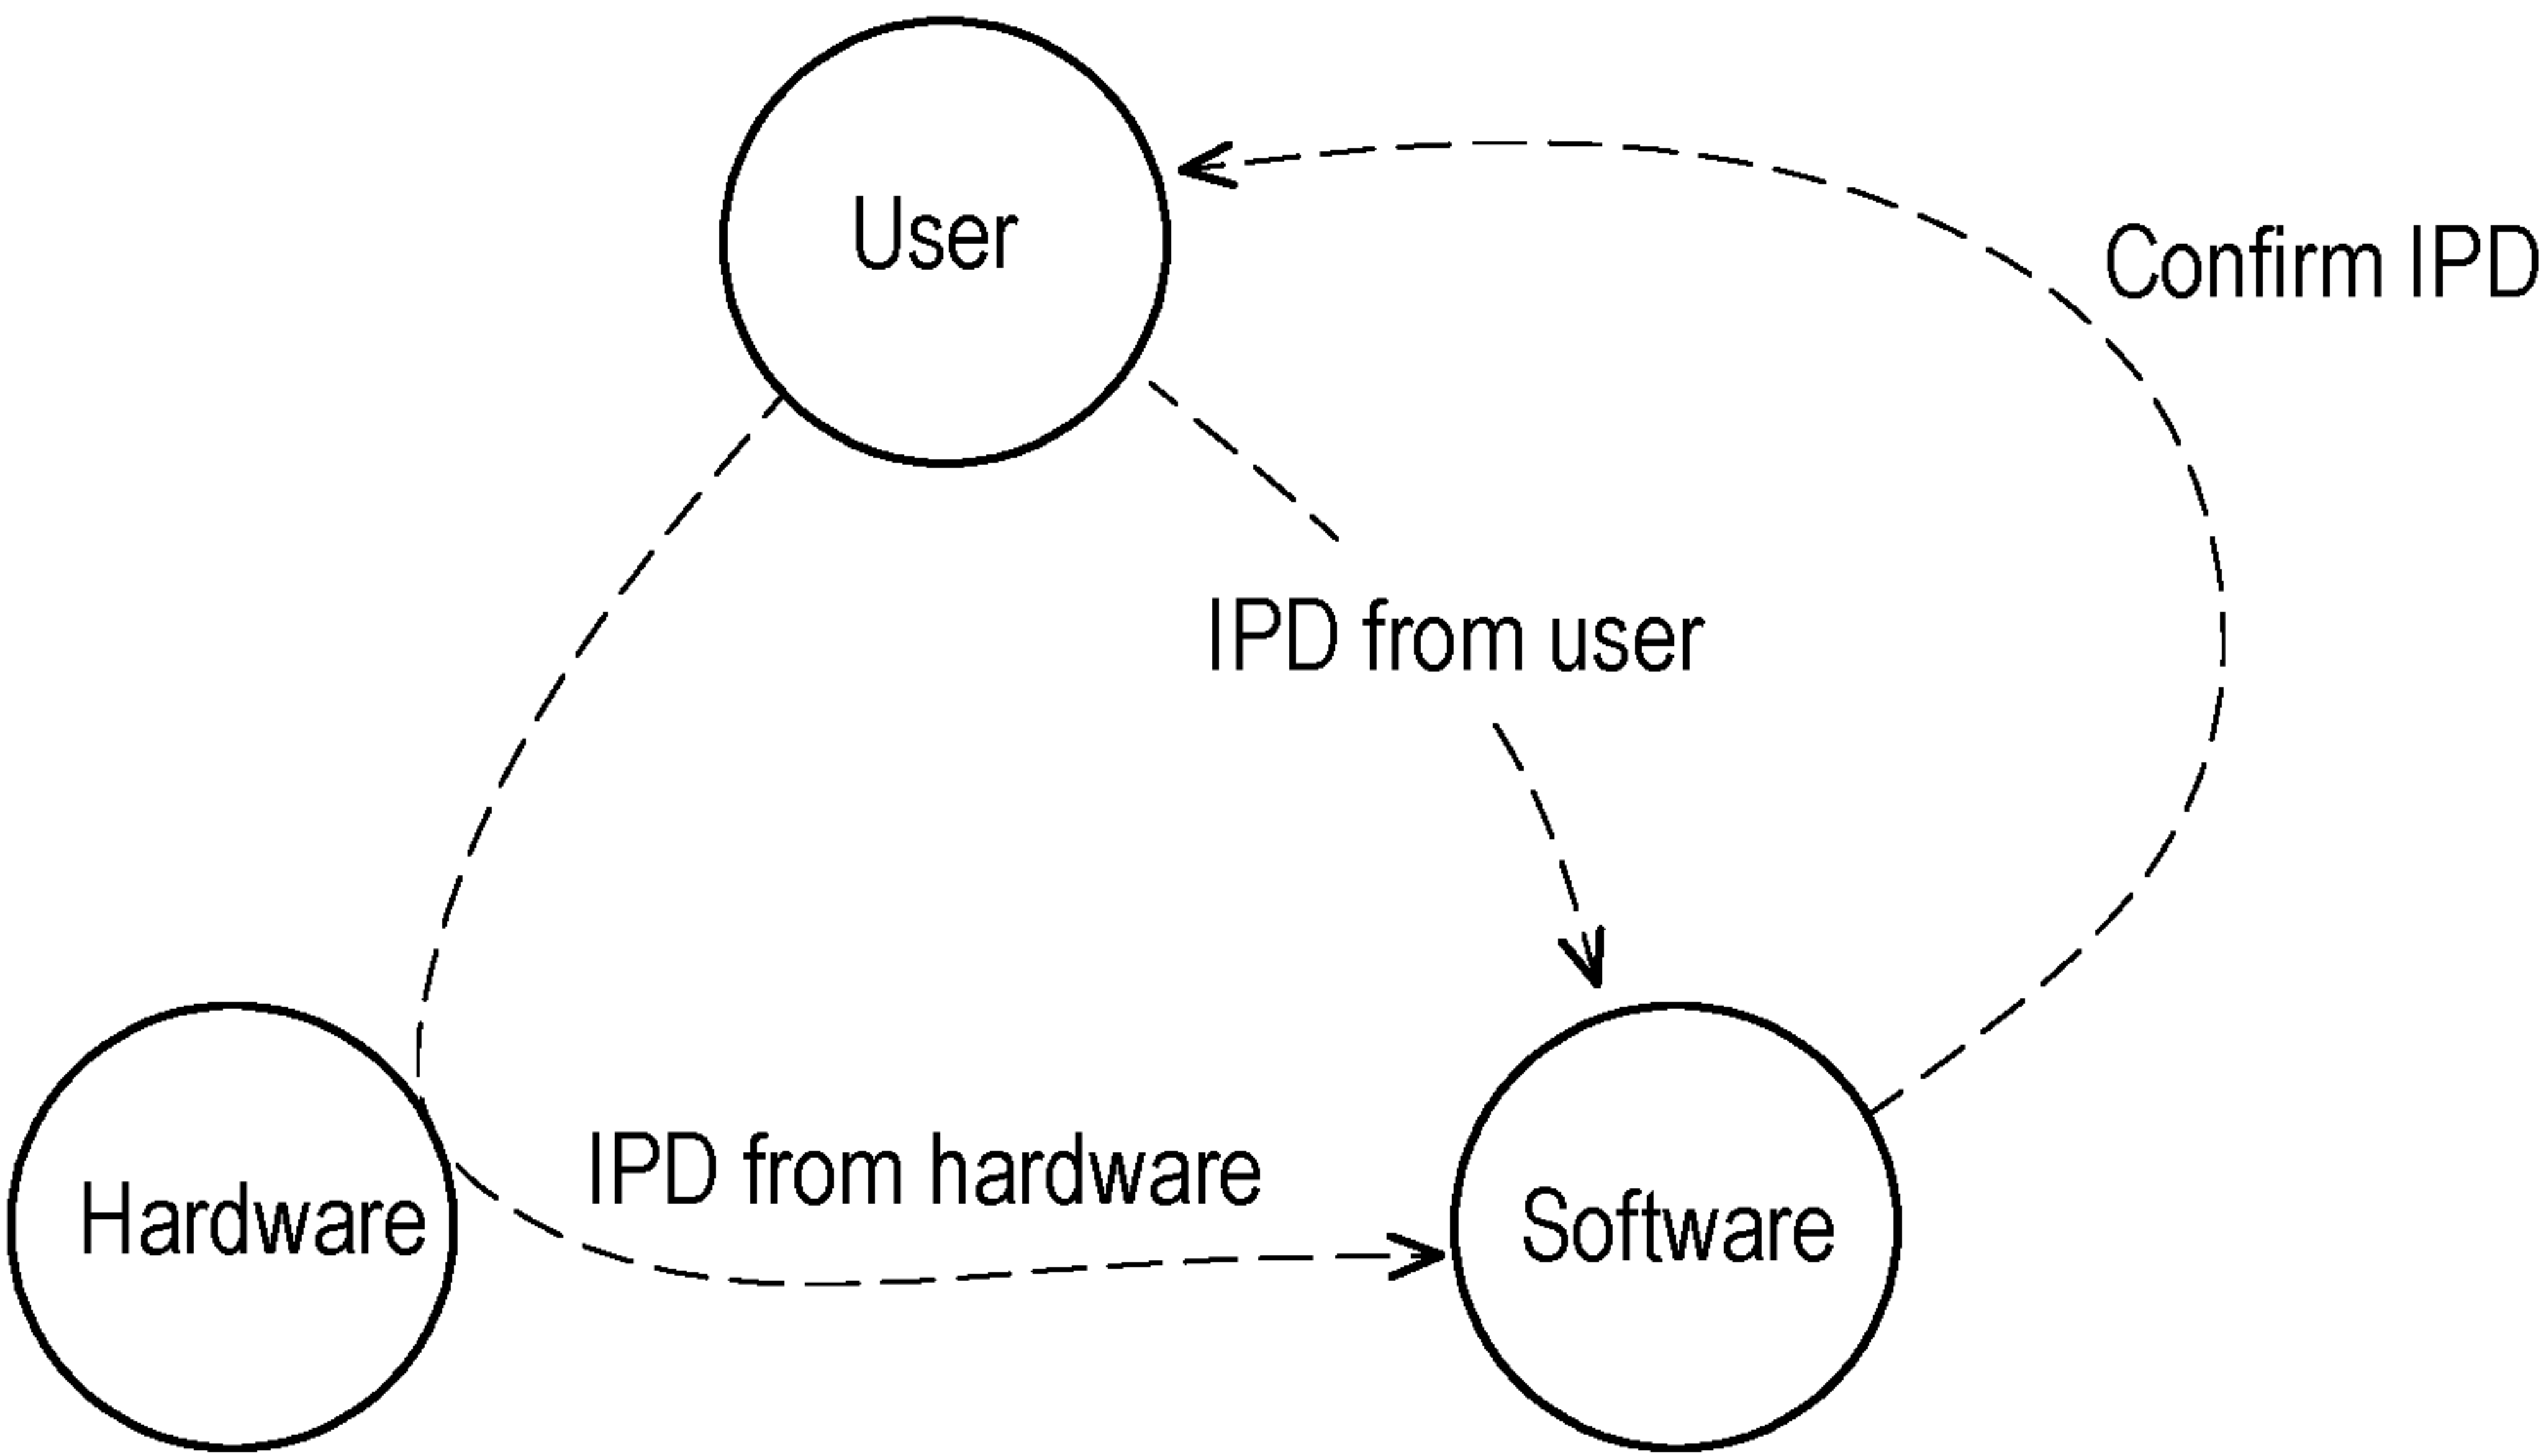 User
Confirm IPD
IPD from user
IPD from hardware
Hardware
Software